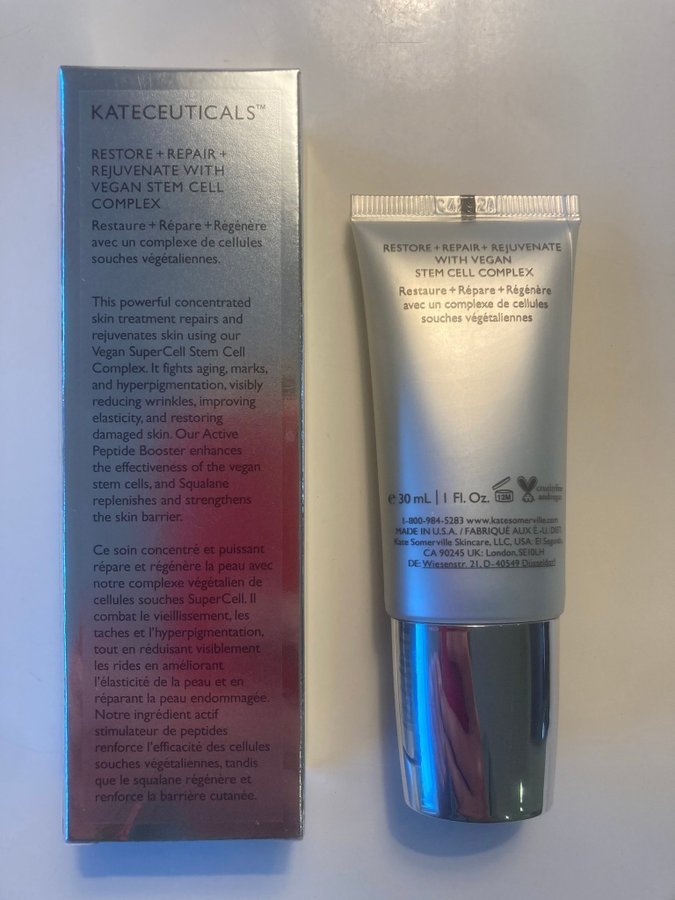 KATECEUTICALS™
RESTORE + REPAIR +
REJUVENATE WITH
VEGAN STEM CELL
COMPLEX
Restaure + Répare + Régénère
avec un complexe de cellules
souches végétaliennes.
This powerful concentrated
skin treatment repairs and
rejuvenates skin using our
Vegan SuperCell Stem Cell
Complex. It fights aging, marks,
and hyperpigmentation, visibly
reducing wrinkles, improving
elasticity, and restoring
damaged skin. Our Active
Peptide Booster enhances
the effectiveness of the vegan
stem cells, and Squalane
replenishes and strengthens
the skin barrier.
Ce soin concentré et puissant
répare et régénère la peau avec
notre complexe végétalien de
cellules souches SuperCell. Il
combat le vieillissement, les
taches et l'hyperpigmentation,
tout en réduisant visiblement
les rides en améliorant
l'élasticité de la peau et en
réparant la peau endommagée.
Notre ingrédient actif
stimulateur de peptides
renforce l'efficacité des cellules
souches végétaliennes, tandis
que le squalane régénère et
renforce la barrière cutanée.
RESTORE + REPAIR + REJUVENATE
WITH VEGAN
STEM CELL COMPLEX
Restaure + Répare + Régénère
avec un complexe de cellules
souches végétaliennes
e 30 mL | 1 Fl. Oz.
12M
1-800-984-5283 www.katesomerville.com
MADE IN U.S.A. / FABRIQUÉ AUX É.-U./DIST:
Kate Somerville Skincare, LLC, USA: El Segundo,
CA 90245 UK: London, SE10LH
DE: Wiesenstr. 21, D-40549 Düsseldorf